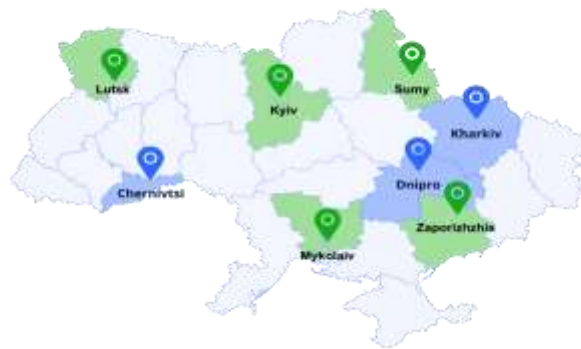 Lutsk
Kyiv
Sumy
Kharkiv
Chernivtsi
Dnipro
Zaporizhzhia
Mykolaiv